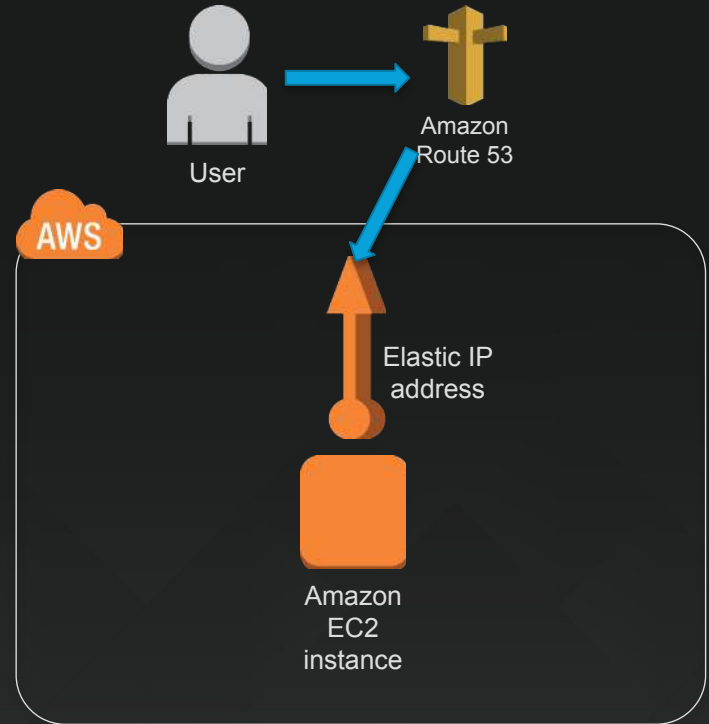 Amazon
Route 53
User
AWS
Elastic IP
address
Amazon
EC2
instance